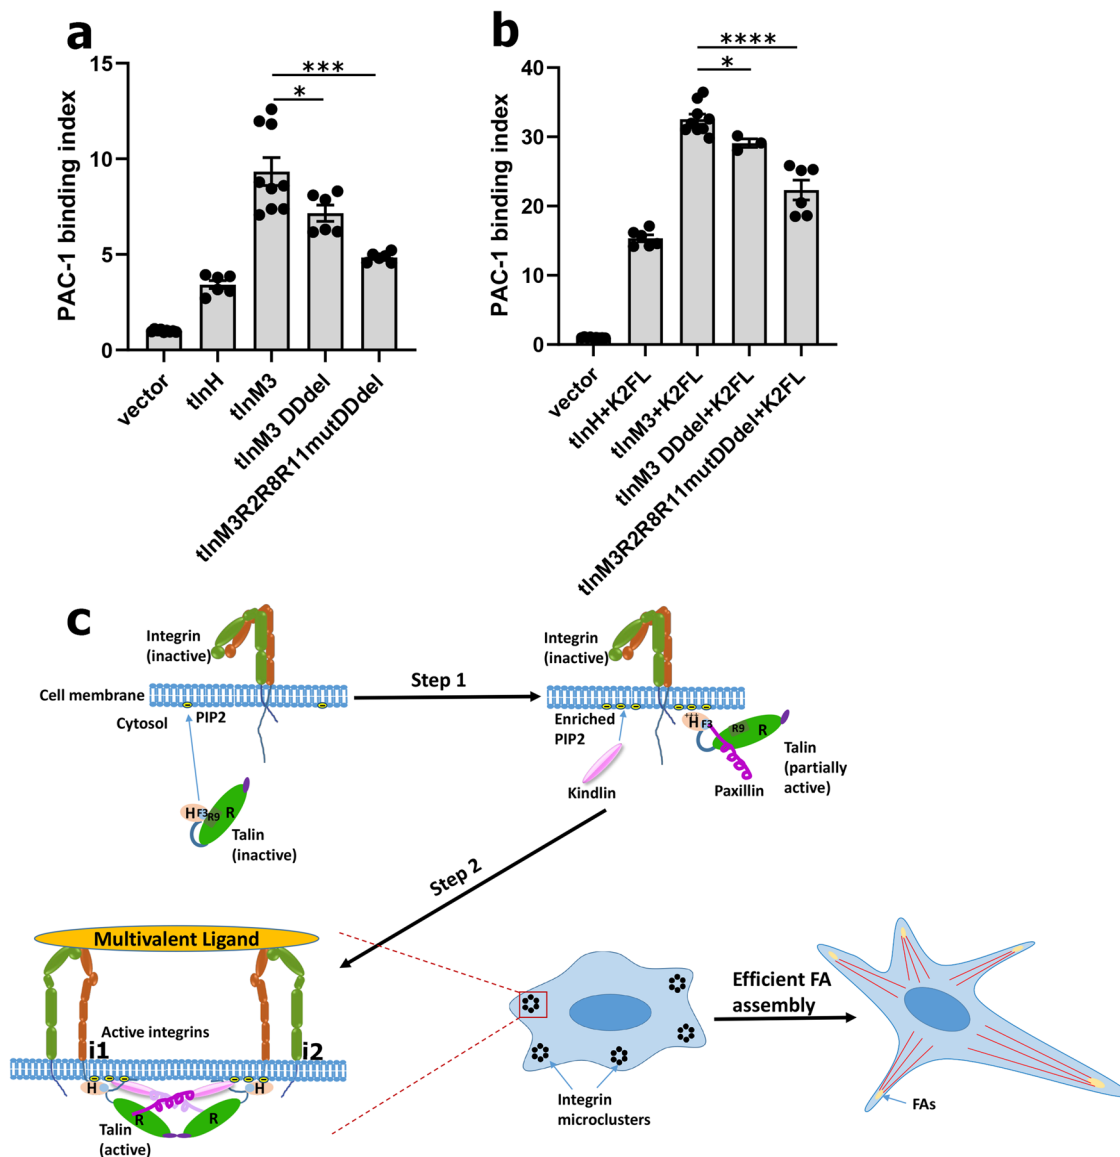 a
PAC-1 binding index
15
10
5
0
***
*
vector
tlnH
tlnM3
tlnM3 DDdel
tlnM3R2R8R11mutDDdel
b
PAC-1 binding index
40
30
20
10
0
****
*
vector
tlnH+K2FL
tlnM3+K2FL
tlnM3 DDdel+K2FL
tlnM3R2R8R11mutDDdel+K2FL
c
Integrin
(inactive)
Cell membrane
Cytosol
PIP2
H F3 R9 R
Talin
(inactive)
Step 1
Integrin
(inactive)
Enriched
PIP2
Kindlin
+++
H F3 R9 R
Paxillin
Talin
(partially
active)
Step 2
Multivalent Ligand
Active integrins
i1
i2
H
H
R
R
Talin
(active)
Integrin
microclusters
Efficient FA
assembly
FAs